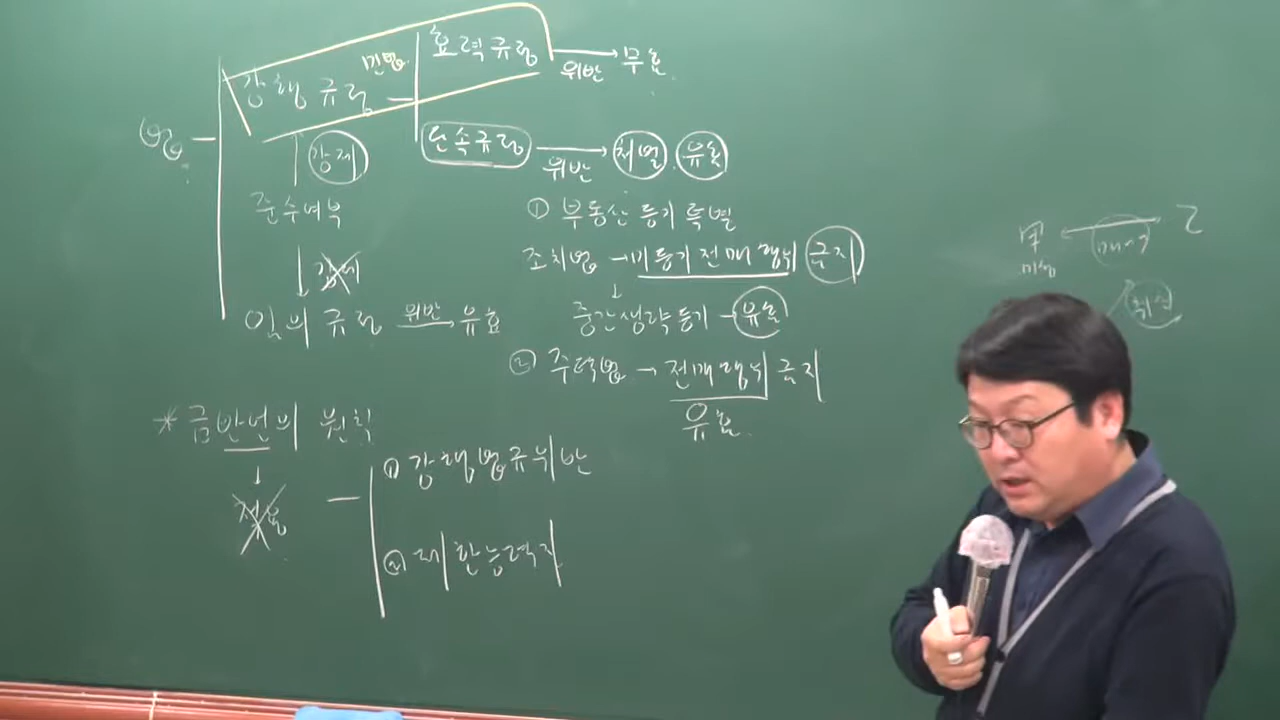 효력규정 위반 → 무효
강행규정 민법
법
강제
단속규정 위반 → 처벌 유효
준수여부
① 부동산 등기 특별
조치법 → 미등기 전매 행위 금지
강제
↓
임의 규정 위반 → 유효
중간생략등기 → 유효
② 주택법 → 전매행위 금지
유효
* 금반언의 원칙
↓
적용
① 강행법규위반
② 제한능력자
甲 매매 乙
미성
취소